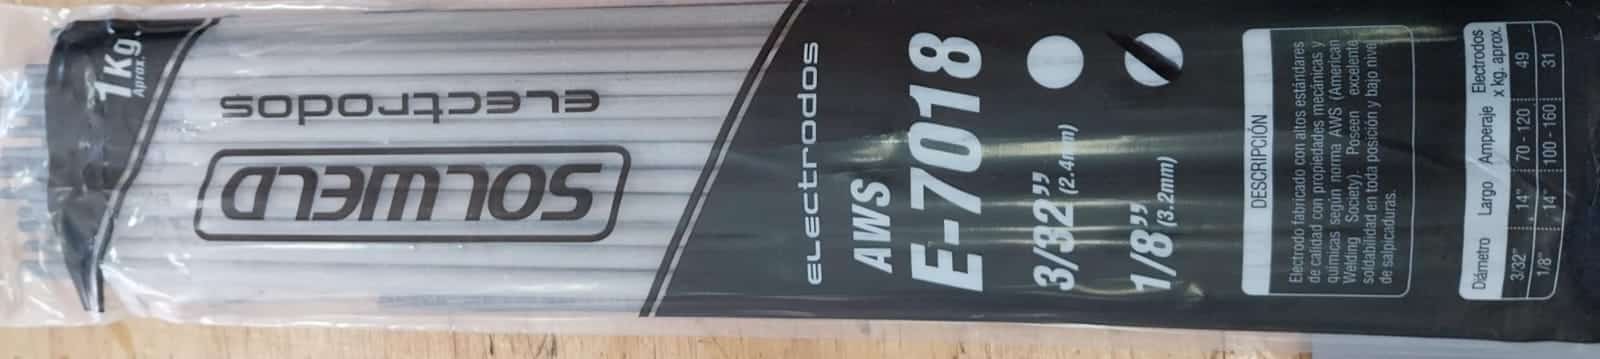 1 Kg.
Aprox.
SOLWELD
electrodos
electrodos
AWS
E-7018
3/32” (2.4mm)
1/8” (3.2mm)
DESCRIPCIÓN
Electrodo fabricado con altos estándares
de calidad con propiedades mecánicas y
químicas según norma AWS (American
Welding Society). Poseen excelente
soldabilidad en toda posición y bajo nivel
de salpicaduras.
Diámetro Largo Amperaje Electrodos x kg. aprox.
3/32" 14" 70 - 120 49
1/8" 14" 100 - 160 31